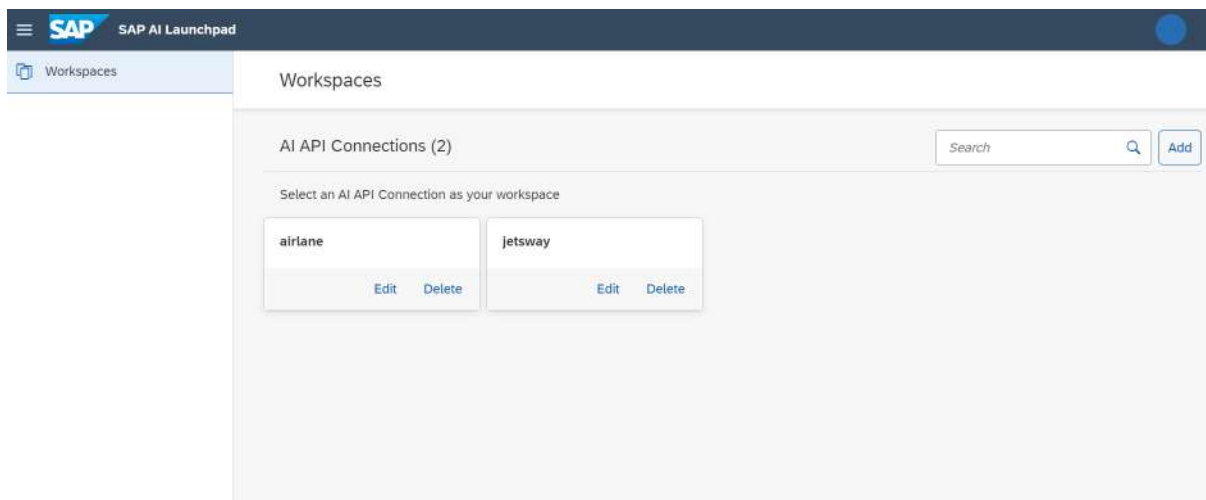 SAP SAP AI Launchpad
Workspaces
Workspaces
AI API Connections (2)
Search
Add
Select an AI API Connection as your workspace
airlane
Edit Delete
jetsway
Edit Delete